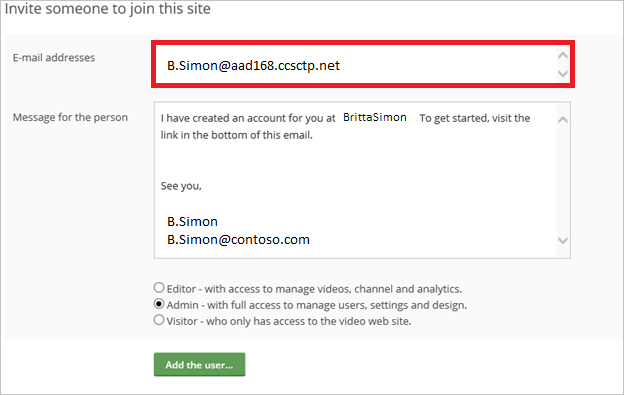 Invite someone to join this site
E-mail addresses
B.Simon@aad168.ccsctp.net
Message for the person
I have created an account for you at BrittaSimon To get started, visit the
link in the bottom of this email.
See you,
B.Simon
B.Simon@contoso.com
Editor - with access to manage videos, channel and analytics.
Admin - with full access to manage users, settings and design.
Visitor - who only has access to the video web site.
Add the user...